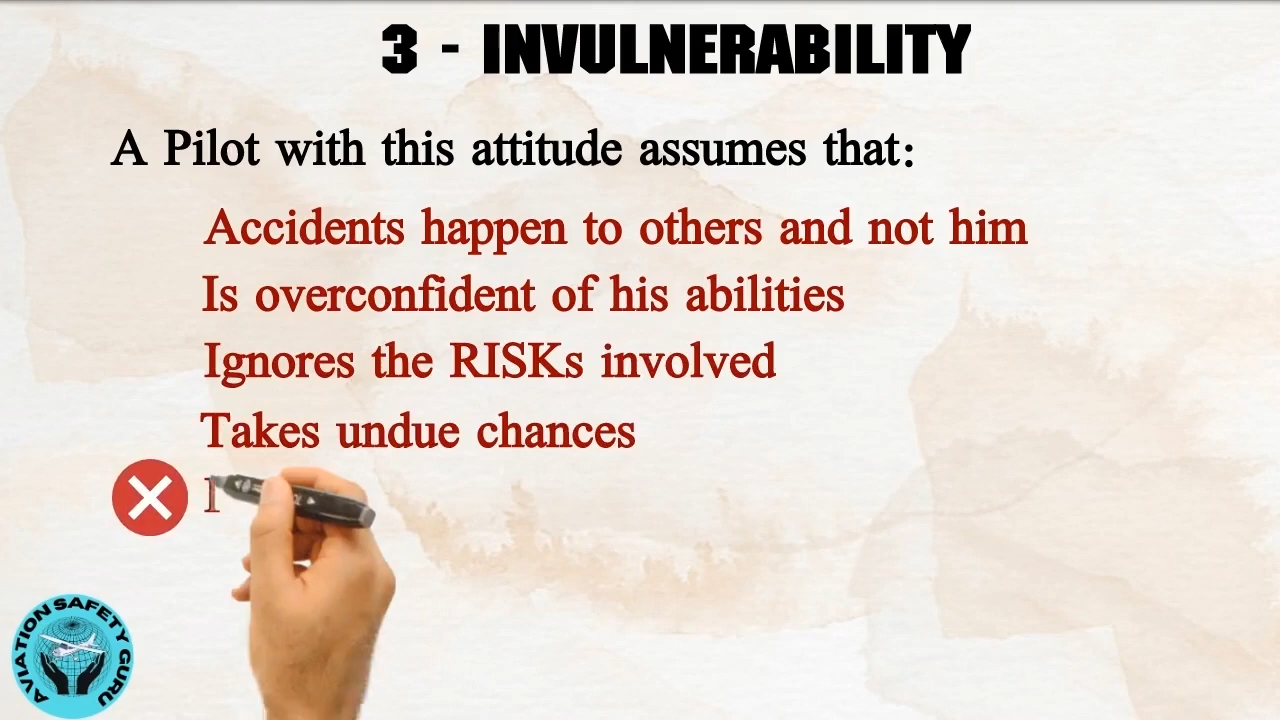 3 - INVULNERABILITY
A Pilot with this attitude assumes that:
Accidents happen to others and not him
Is overconfident of his abilities
Ignores the RISKs involved
Takes undue chances
AVIATION SAFETY GURU